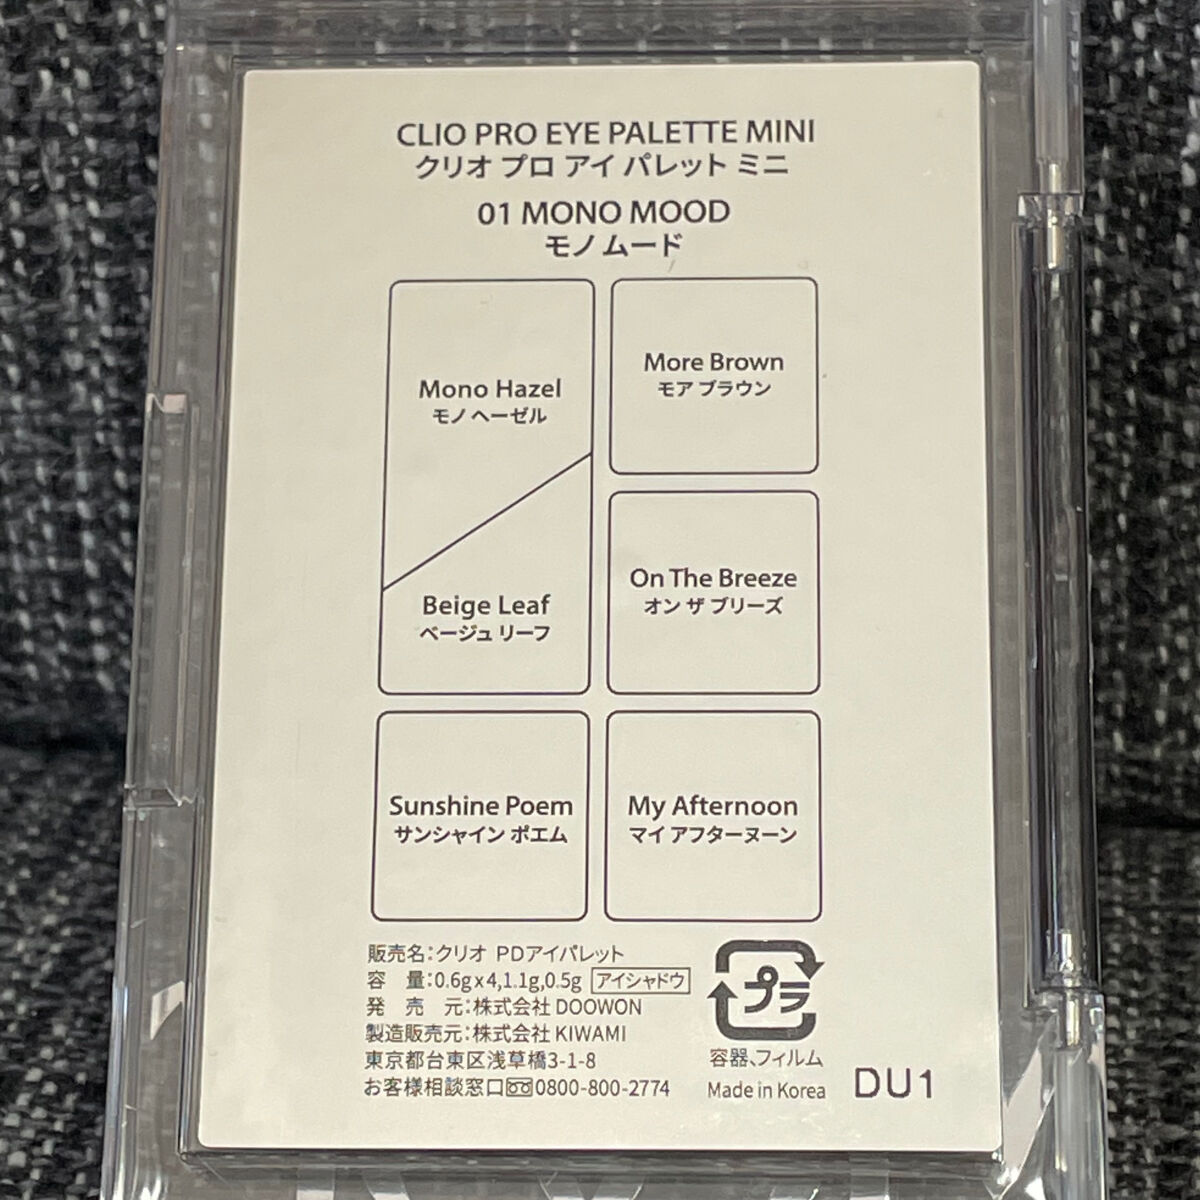 CLIO PRO EYE PALETTE MINI
クリオ プロ アイ パレット ミニ
01 MONO MOOD
モノ ムード
Mono Hazel
モノ ヘーゼル
More Brown
モア ブラウン
Beige Leaf
ベージュ リーフ
On The Breeze
オン ザ ブリーズ
Sunshine Poem
サンシャイン ポエム
My Afternoon
マイ アフターヌーン
販売名:クリオ PDアイパレット
容 量:0.6g×4,1.1g,0.5g アイシャドウ
発 売 元:株式会社 DOOWON
製造販売元:株式会社 KIWAMI
東京都台東区浅草橋3-1-8
お客様相談窓口 0800-800-2774
プラ
容器、フィルム
Made in Korea
DU1